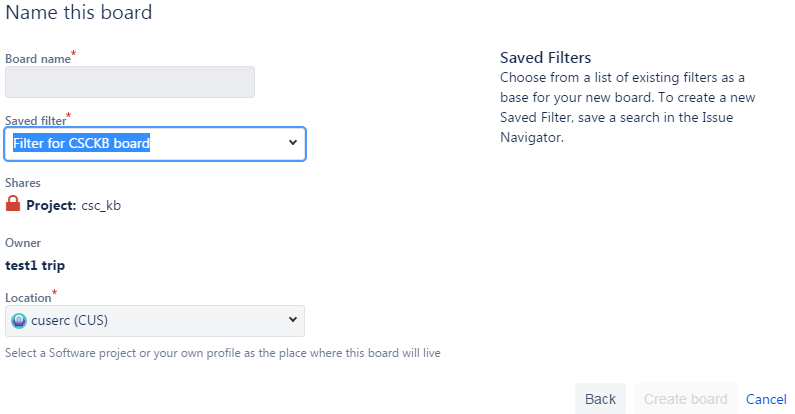 Name this board
Board name*
Saved filter*
Filter for CSCKB board
Shares
Project: csc_kb
Owner
test1 trip
Location*
cuserc (CUS)
Select a Software project or your own profile as the place where this board will live
Saved Filters
Choose from a list of existing filters as a
base for your new board. To create a new
Saved Filter, save a search in the Issue
Navigator.
Back
Create board
Cancel